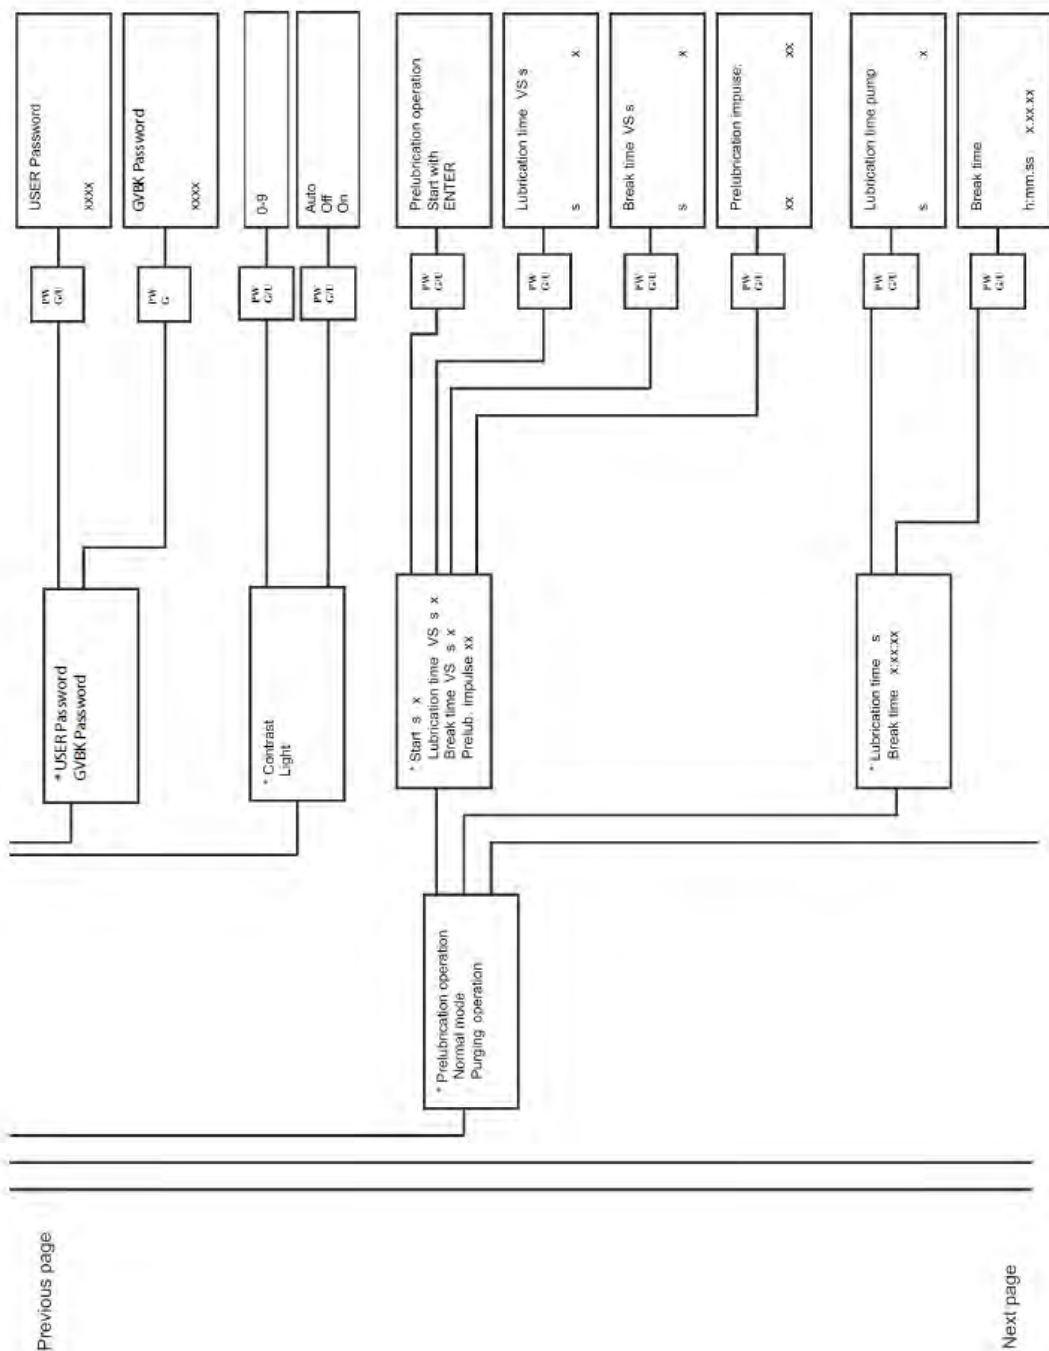 Previous page
* USER Password
GVBK Password
PW
G/U
USER Password
xxxx
PW
G
GVBK Password
xxxx
* Contrast
Light
PW
G/U
0-9
PW
G/U
Auto
Off
On
* Prelubrication operation
Normal mode
Purging operation
* Start s x
Lubrication time VS s x
Break time VS s x
Prelub. impulse xx
PW
G/U
Prelubrication operation
Start with
ENTER
PW
G/U
Lubrication time VS s
s x
PW
G/U
Break time VS s
s x
PW
G/U
Prelubrication impulse:
xx xx
* Lubrication time s
Break time x:xx:xx
PW
G/U
Lubrication time pump
s x
PW
G/U
Break time
h:mm.ss x.xx.xx
Next page